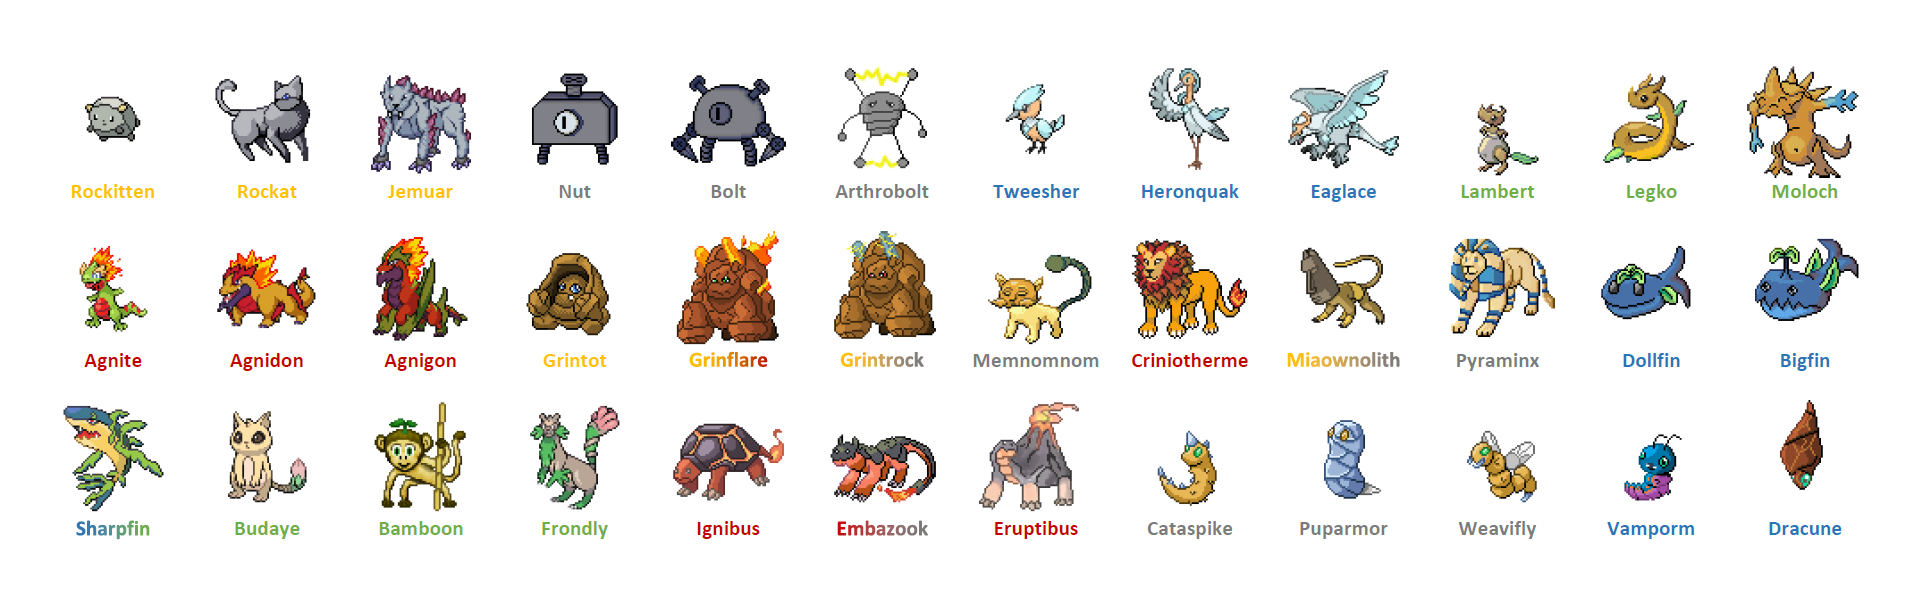 Rockitten Rockat Jemuar Nut Bolt Arthrobolt Tweesher Heronquak Eaglace Lambert Legko Moloch
Agnite Agnidon Agnigon Grintot Grinflare Grintrock Memnomnom Criniotherme Miaownolith Pyraminx Dollfin Bigfin
Sharpfin Budaye Bamboon Frondly Ignibus Embazook Eruptibus Cataspike Puparmor Weavifly Vamporm Dracune